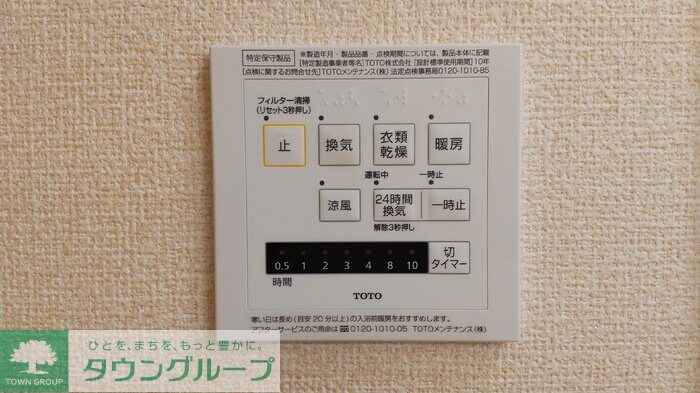 特定保守製品
※製造年月・製品品番・点検期間については、製品本体に記載
[特定製造事業者等名]TOTO株式会社 [設計標準使用期間]10年
[点検に関するお問合せ先]TOTOメンテナンス(株) 法定点検事務局0120-1010-85
フィルター清掃
(リセット3秒押し)
止
換気
衣類
乾燥
暖房
運転中
一時止
涼風
24時間
換気
一時止
解除3秒押し
0.5 1 2 3 4 6 8 10
時間
切
タイマー
TOTO
寒い日は長め(目安20分以上)の入浴前暖房をおすすめします。
アフターサービスのご用命は 0120-1010-05 TOTOメンテナンス(株)
TOWN GROUP
ひとを、まちを、もっと豊かに。
タウングループ